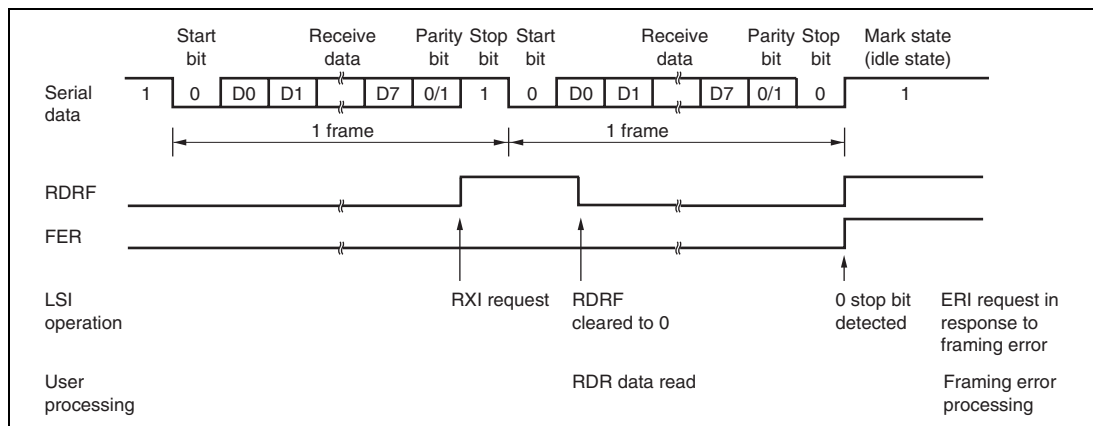 Start bit
Receive data
Parity bit
Stop bit
Start bit
Receive data
Parity bit
Stop bit
Mark state (idle state)
Serial data
1 0 D0 D1 D7 0/1 1 0 D0 D1 D7 0/1 0 1
1 frame 1 frame
RDRF
FER
LSI operation
RXI request
RDRF cleared to 0
0 stop bit detected
ERI request in response to framing error
User processing
RDR data read
Framing error processing